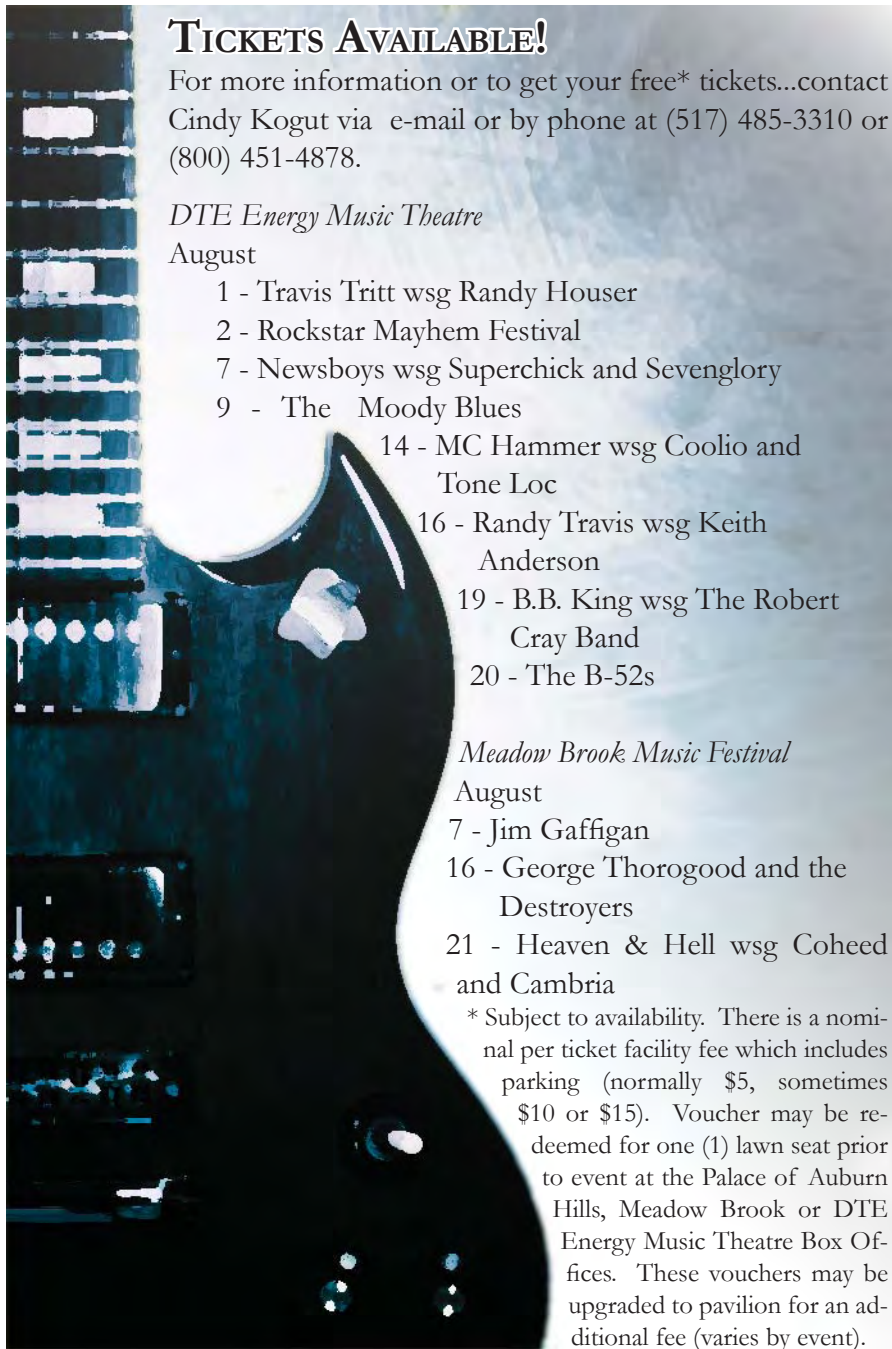 TICKETS AVAILABLE!
For more information or to get your free* tickets...contact
Cindy Kogut via e-mail or by phone at (517) 485-3310 or
(800) 451-4878.
DTE Energy Music Theatre
August
1 - Travis Tritt wsg Randy Houser
2 - Rockstar Mayhem Festival
7 - Newsboys wsg Superchick and Sevenglory
9 - The Moody Blues
14 - MC Hammer wsg Coolio and
Tone Loc
16 - Randy Travis wsg Keith
Anderson
19 - B.B. King wsg The Robert
Cray Band
20 - The B-52s
Meadow Brook Music Festival
August
7 - Jim Gaffigan
16 - George Thorogood and the
Destroyers
21 - Heaven & Hell wsg Coheed
and Cambria
* Subject to availability. There is a nomi-
nal per ticket facility fee which includes
parking (normally $5, sometimes
$10 or $15). Voucher may be re-
deemed for one (1) lawn seat prior
to event at the Palace of Auburn
Hills, Meadow Brook or DTE
Energy Music Theatre Box Of-
fices. These vouchers may be
upgraded to pavilion for an ad-
ditional fee (varies by event).